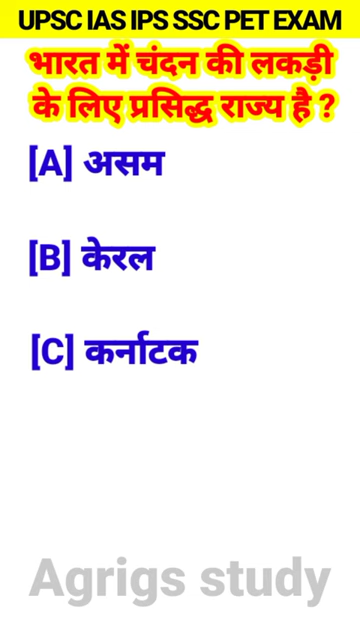 UPSC IAS IPS SSC PET EXAM
भारत में चंदन की लकड़ी
के लिए प्रसिद्ध राज्य है ?
[A] असम
[B] केरल
[C] कर्नाटक
Agrigs study